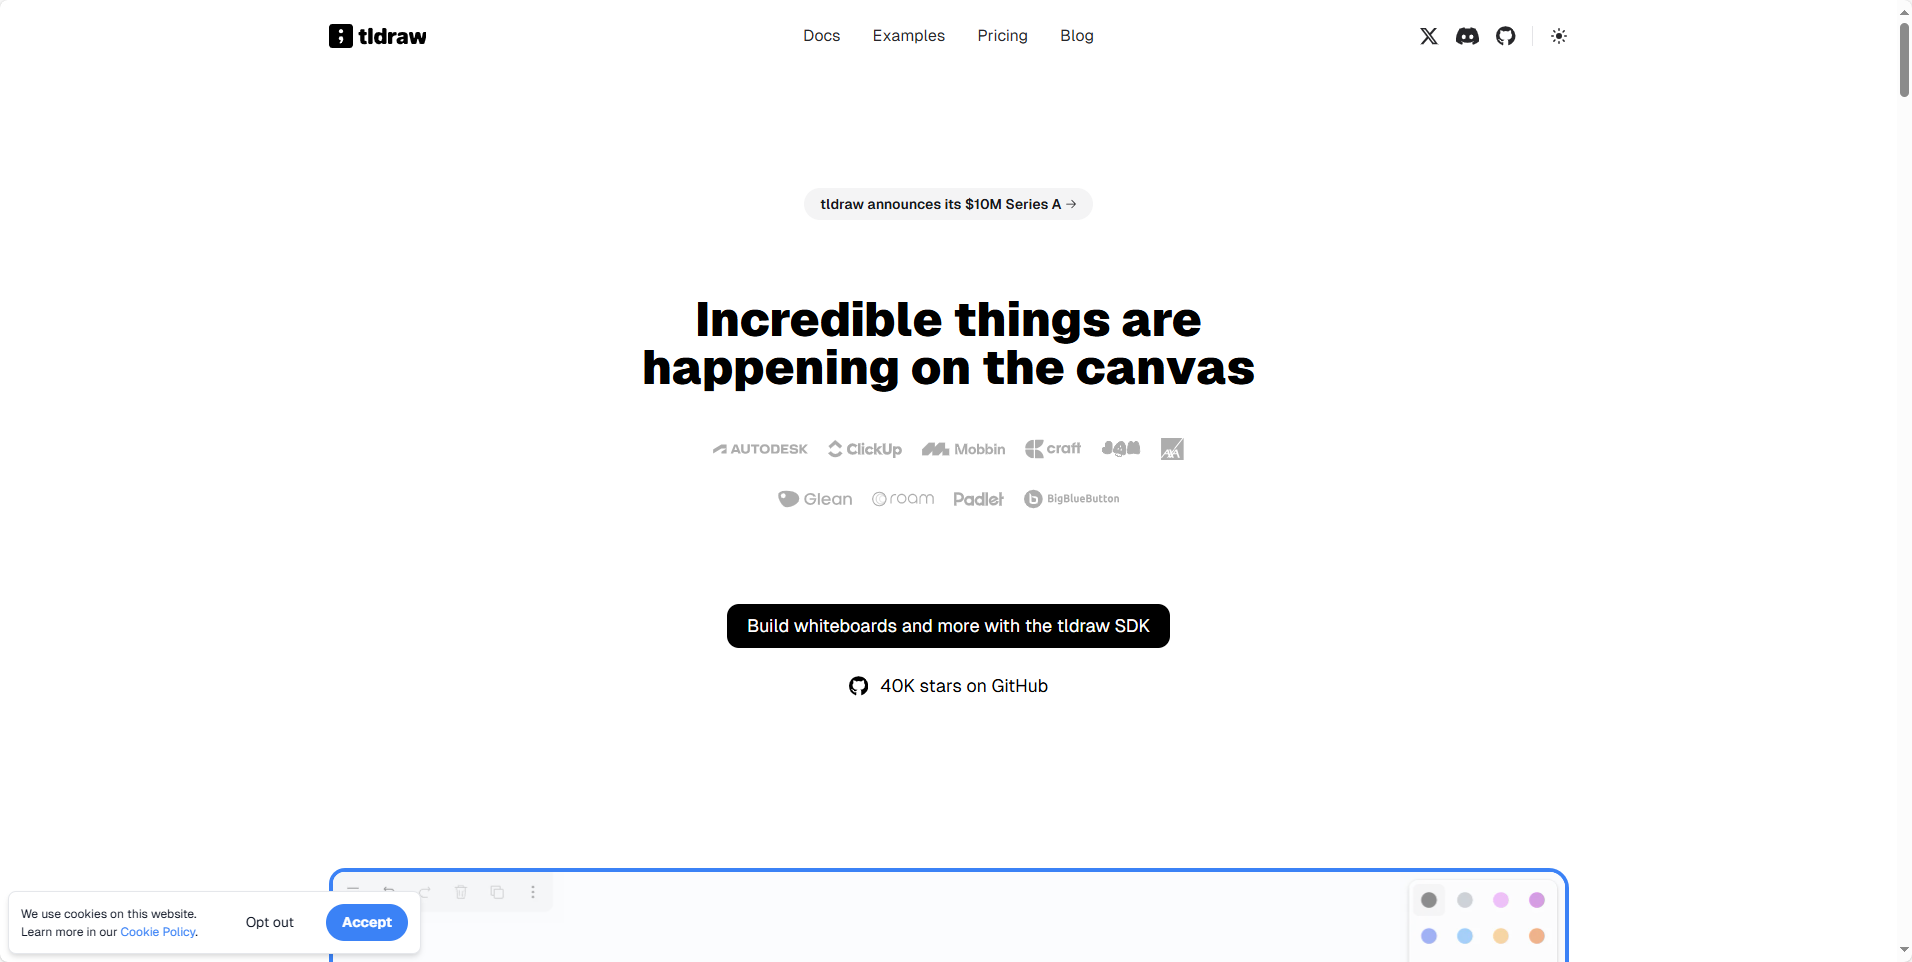 tldraw
Docs Examples Pricing Blog
tldraw announces its $10M Series A →
Incredible things are
happening on the canvas
AUTODESK ClickUp Mobbin craft JAM AXA
Glean roam Padlet BigBlueButton
Build whiteboards and more with the tldraw SDK
40K stars on GitHub
We use cookies on this website.
Learn more in our Cookie Policy.
Opt out
Accept